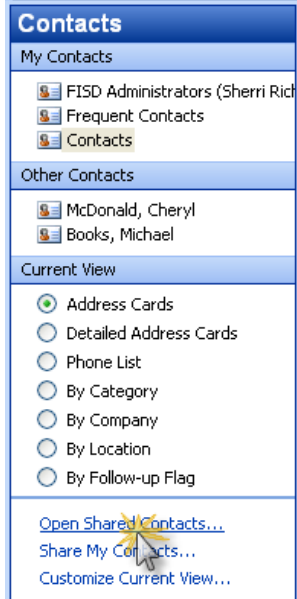 Contacts
My Contacts
FISD Administrators (Sherri Rich
Frequent Contacts
Contacts
Other Contacts
McDonald, Cheryl
Books, Michael
Current View
Address Cards
Detailed Address Cards
Phone List
By Category
By Company
By Location
By Follow-up Flag
Open Shared Contacts...
Share My Contacts...
Customize Current View...